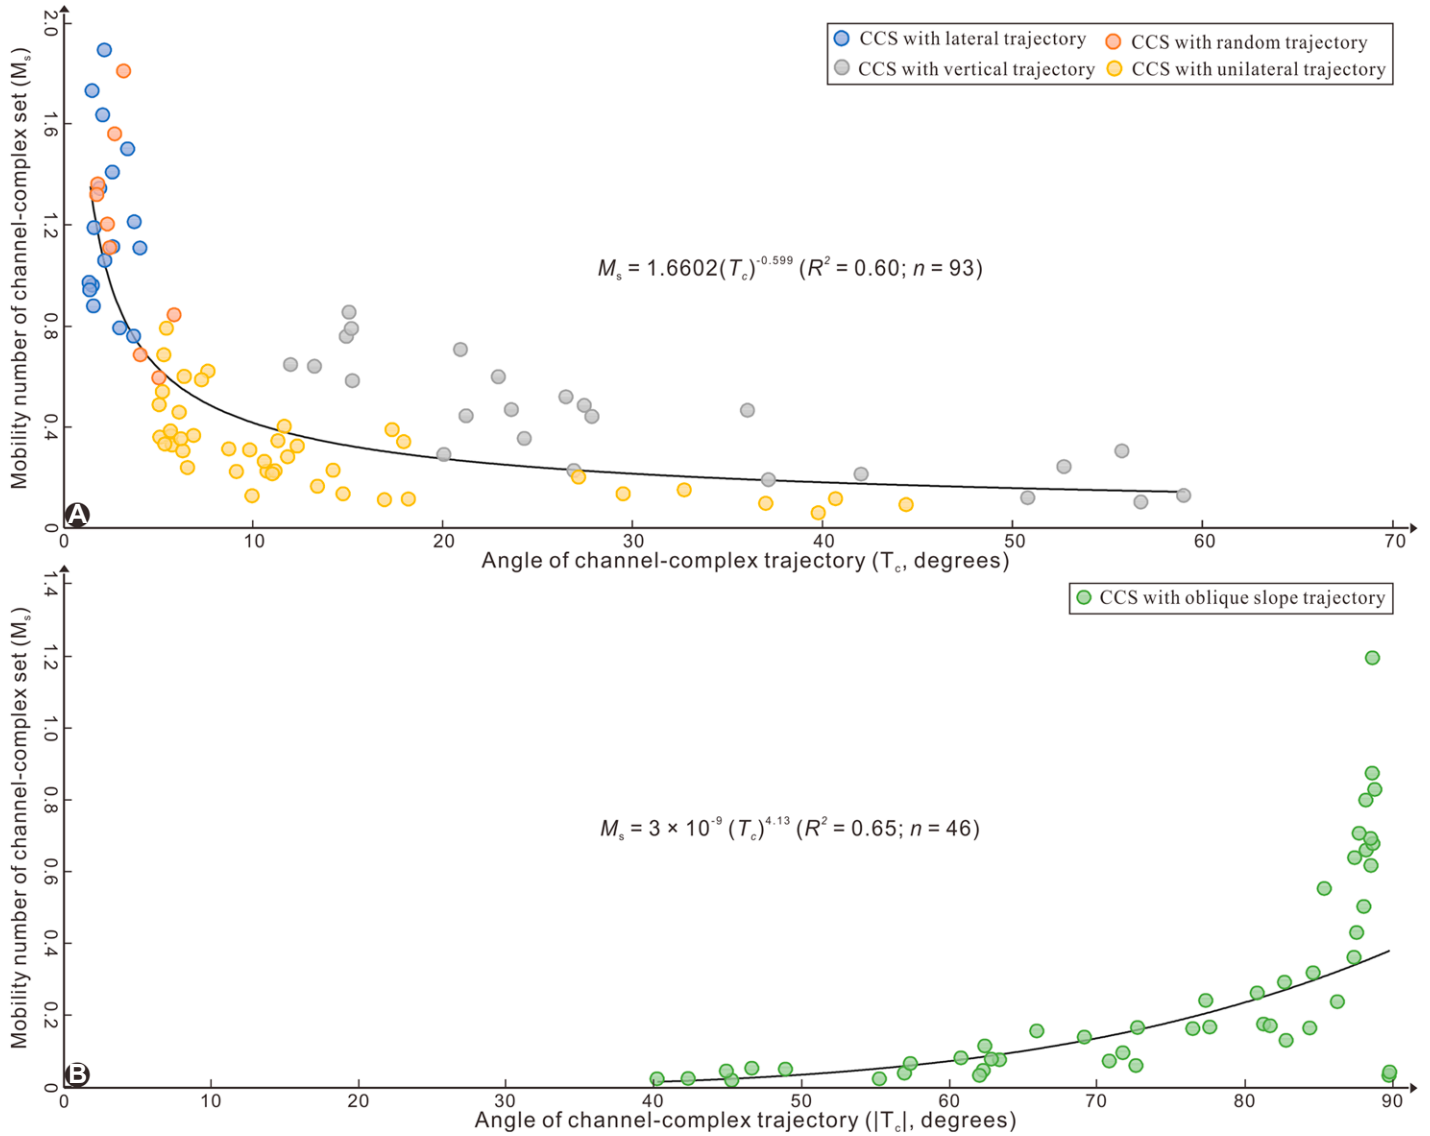 Mobility number of channel-complex set (Mₛ)
2.0
1.6
1.2
0.8
0.4
0
CCS with lateral trajectory
CCS with random trajectory
CCS with vertical trajectory
CCS with unilateral trajectory
Mₛ = 1.6602(T_c)^-0.599 (R² = 0.60; n = 93)
A
0 10 20 30 40 50 60 70
Angle of channel-complex trajectory (T_c, degrees)
Mobility number of channel-complex set (Mₛ)
1.4
1.2
1.0
0.8
0.6
0.4
0.2
0
CCS with oblique slope trajectory
Mₛ = 3 × 10^-9 (T_c)^4.13 (R² = 0.65; n = 46)
B
0 10 20 30 40 50 60 70 80 90
Angle of channel-complex trajectory (|T_c|, degrees)